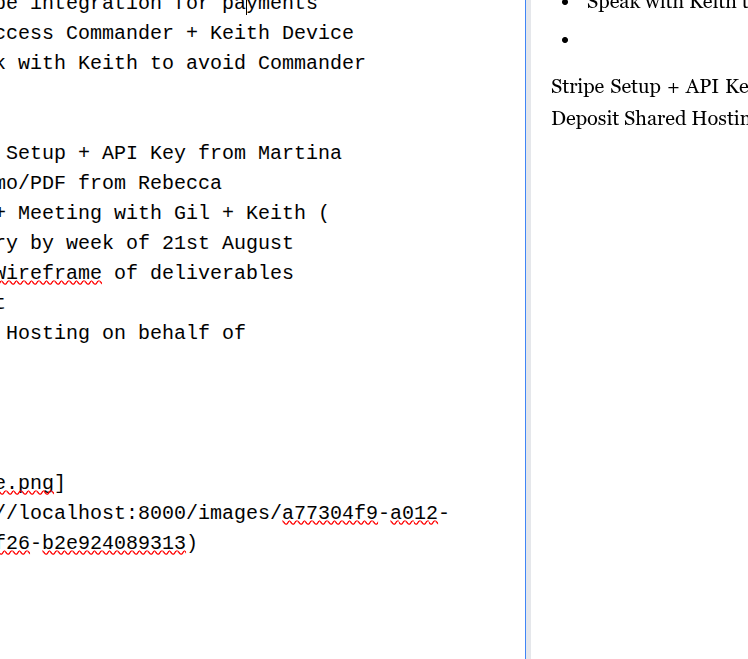 pe integration for payments
ccess Commander + Keith Device
k with Keith to avoid Commander
Setup + API Key from Martina
mo/PDF from Rebecca
+ Meeting with Gil + Keith (
ry by week of 21st August
Wireframe of deliverables
t
Hosting on behalf of
e.png]
//localhost:8000/images/a77304f9-a012-
f26-b2e924089313)
Speak with Keith t
Stripe Setup + API Ke
Deposit Shared Hostin